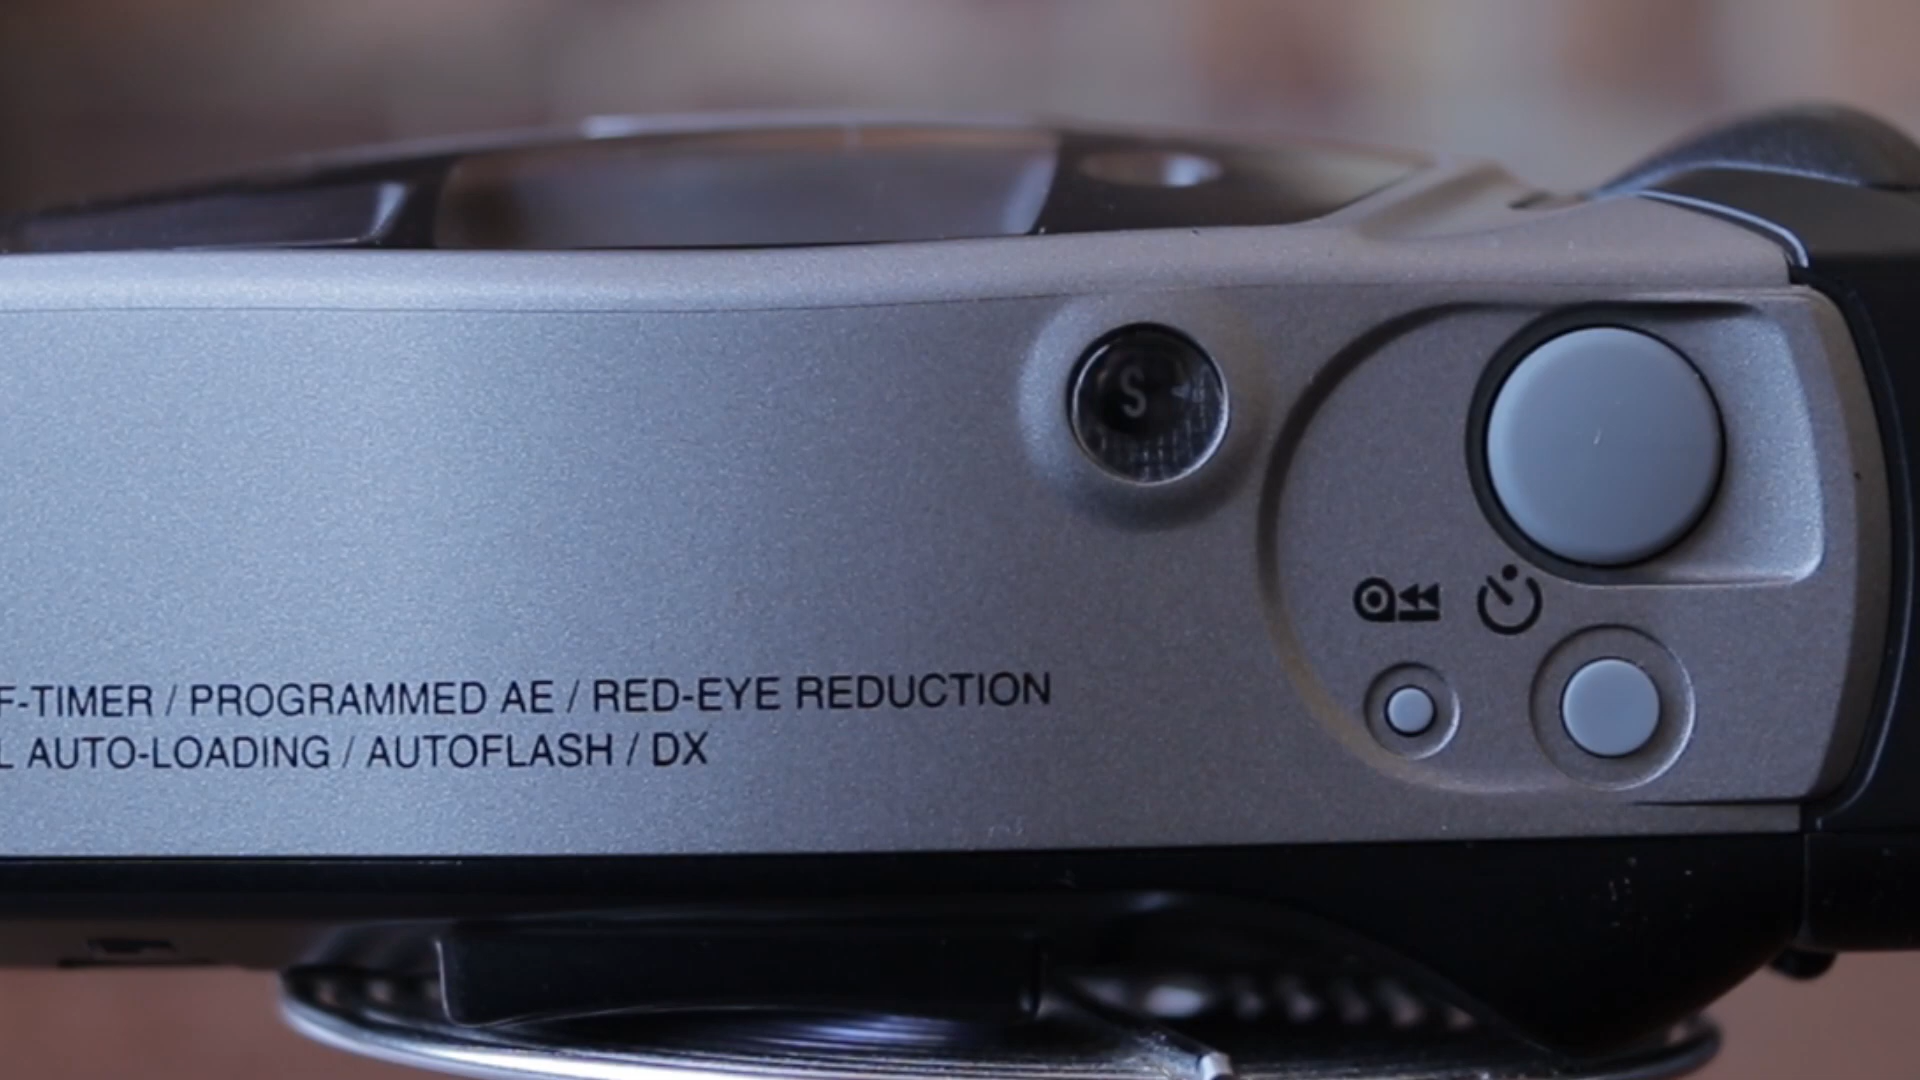 S
F-TIMER / PROGRAMMED AE / RED-EYE REDUCTION
L AUTO-LOADING / AUTOFLASH / DX